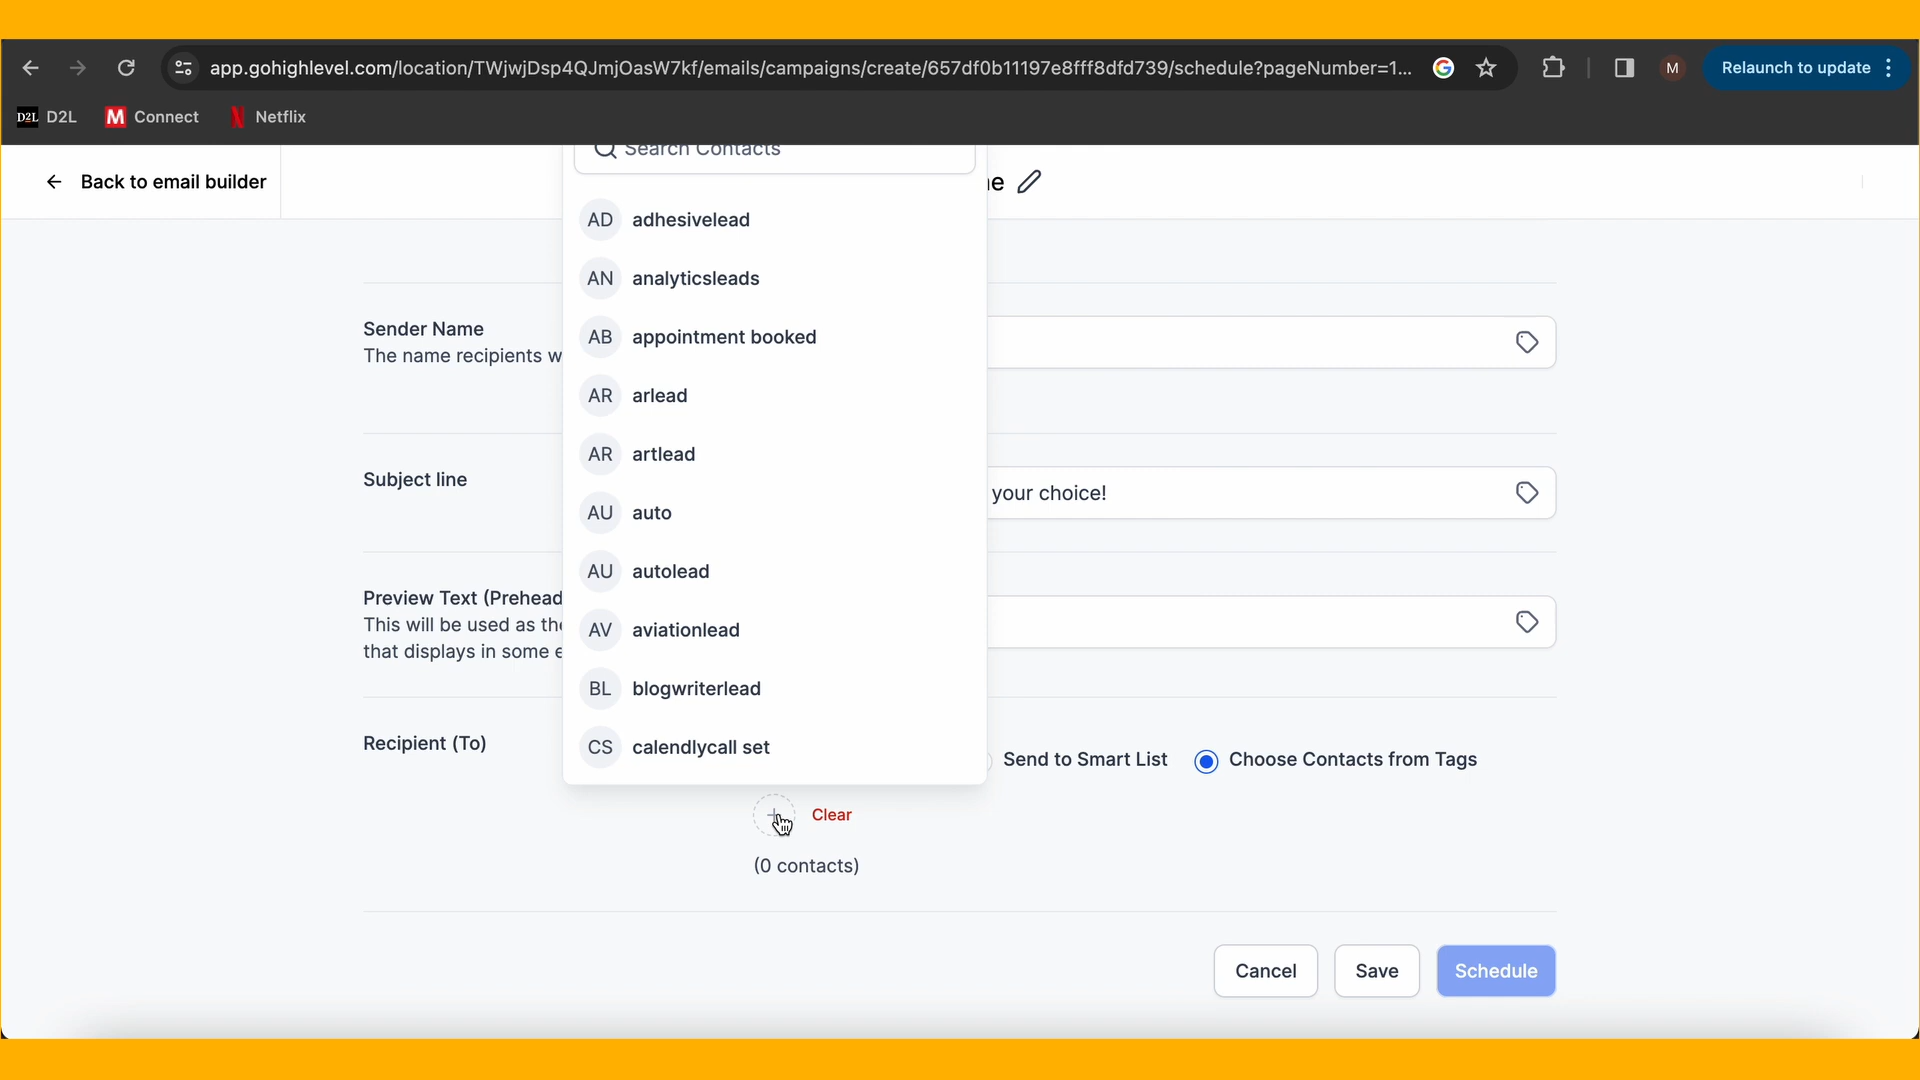 app.gohighlevel.com/location/TWjwjDsp4QJmjOasW7kf/emails/campaigns/create/657df0b11197e8fff8dfd739/schedule?pageNumber=1...
G
M
Relaunch to update
D2L D2L
M Connect
N Netflix
Search Contacts
Back to email builder
ne
AD adhesivelead
AN analyticsleads
Sender Name
AB appointment booked
The name recipients w
AR arlead
AR artlead
Subject line
your choice!
AU auto
AU autolead
Preview Text (Prehead
This will be used as the
AV aviationlead
that displays in some e
BL blogwriterlead
Recipient (To)
CS calendlycall set
Send to Smart List
Choose Contacts from Tags
Clear
(0 contacts)
Cancel
Save
Schedule